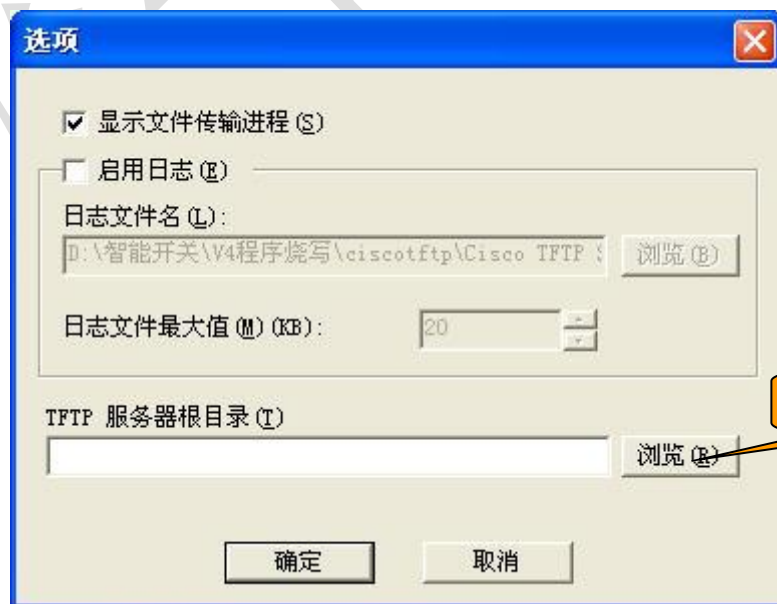 选项
显示文件传输进程(S)
启用日志(E)
日志文件名(L):
D:\智能开关\V4程序烧写\ciscotftp\Cisco TFTP S
浏览(B)
日志文件最大值(M)(KB):
20
TFTP 服务器根目录(T)
浏览(R)
确定
取消